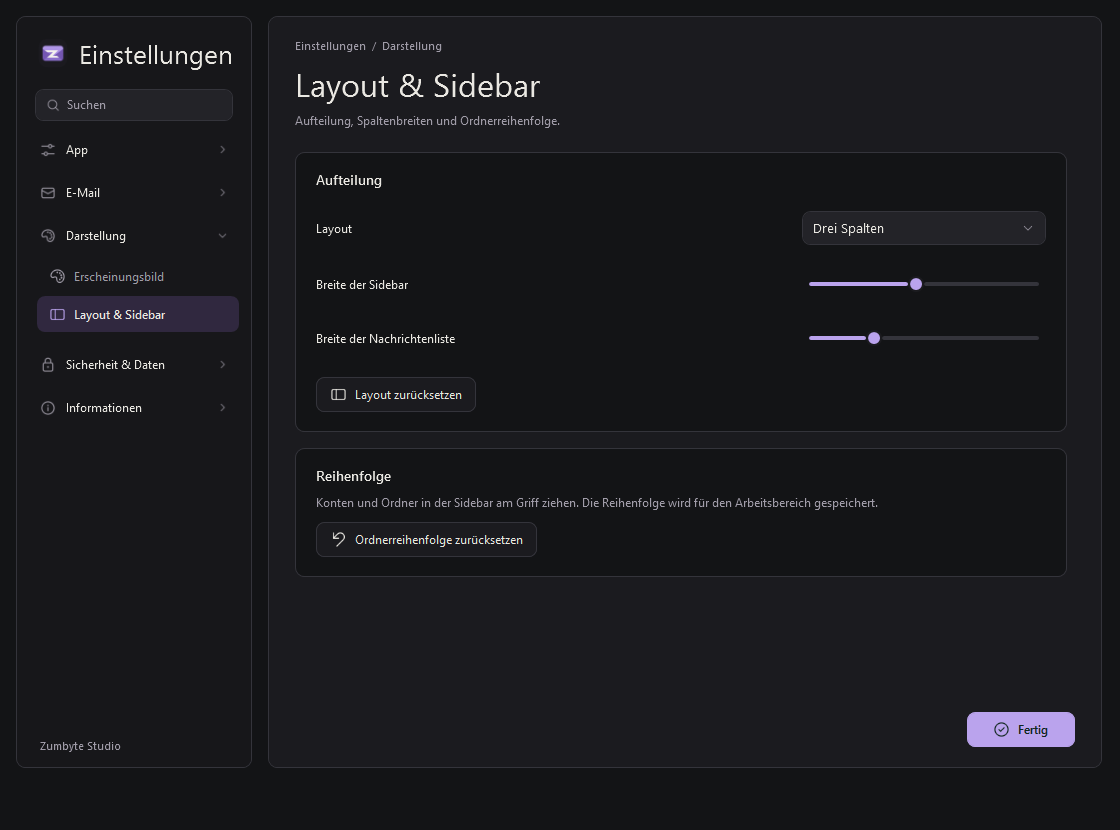 Einstellungen
Suchen
App
E-Mail
Darstellung
Erscheinungsbild
Layout & Sidebar
Sicherheit & Daten
Informationen
Zumbyte Studio
Einstellungen / Darstellung
Layout & Sidebar
Aufteilung, Spaltenbreiten und Ordnerreihenfolge.
Aufteilung
Layout
Drei Spalten
Breite der Sidebar
Breite der Nachrichtenliste
Layout zurücksetzen
Reihenfolge
Konten und Ordner in der Sidebar am Griff ziehen. Die Reihenfolge wird für den Arbeitsbereich gespeichert.
Ordnerreihenfolge zurücksetzen
Fertig